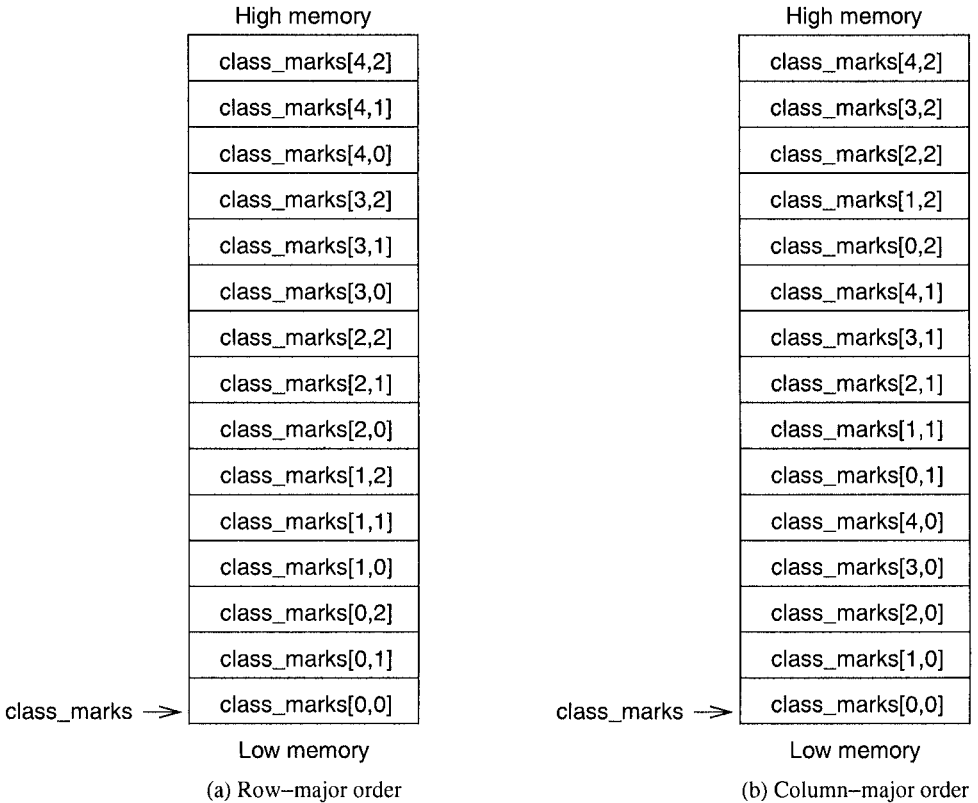 High memory
class_marks[4,2]
class_marks[4,1]
class_marks[4,0]
class_marks[3,2]
class_marks[3,1]
class_marks[3,0]
class_marks[2,2]
class_marks[2,1]
class_marks[2,0]
class_marks[1,2]
class_marks[1,1]
class_marks[1,0]
class_marks[0,2]
class_marks[0,1]
class_marks
class_marks[0,0]
Low memory
(a) Row–major order
High memory
class_marks[4,2]
class_marks[3,2]
class_marks[2,2]
class_marks[1,2]
class_marks[0,2]
class_marks[4,1]
class_marks[3,1]
class_marks[2,1]
class_marks[1,1]
class_marks[0,1]
class_marks[4,0]
class_marks[3,0]
class_marks[2,0]
class_marks[1,0]
class_marks
class_marks[0,0]
Low memory
(b) Column–major order